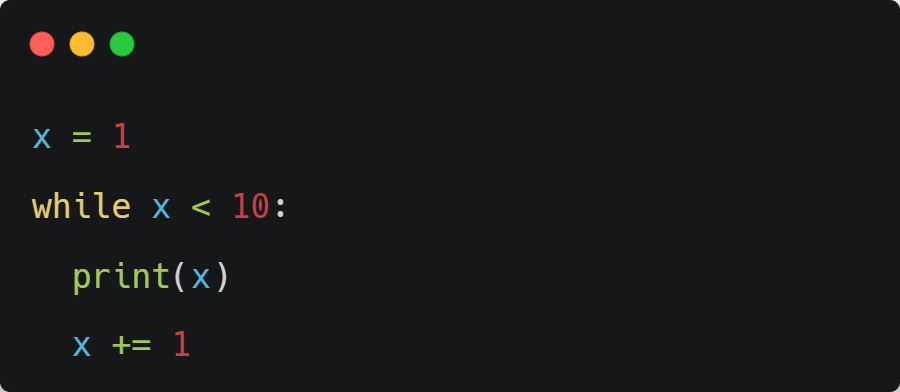 x = 1
while x < 10:
  print(x)
  x += 1